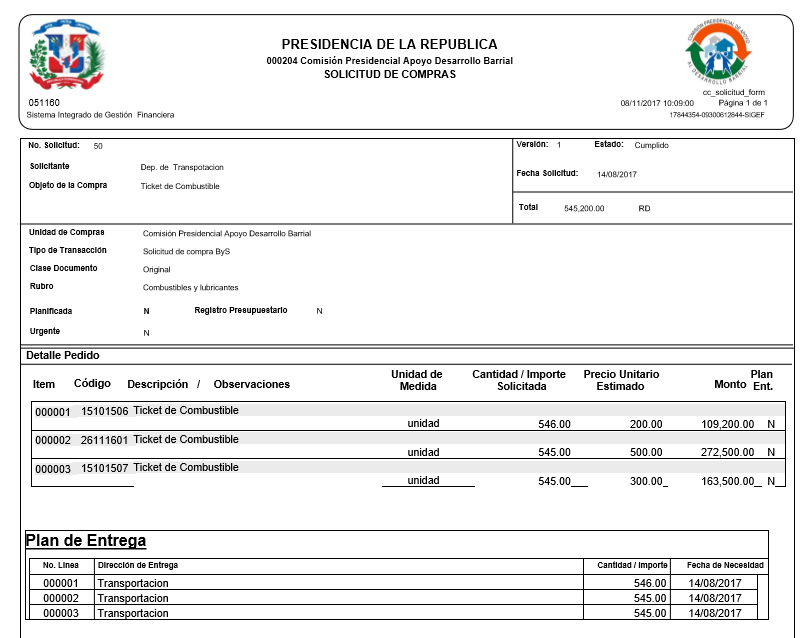 PRESIDENCIA DE LA REPUBLICA
000204 Comisión Presidencial Apoyo Desarrollo Barrial
SOLICITUD DE COMPRAS
COMISION PRESIDENCIAL DE APOYO
AL DESARROLLO BARRIAL
cc_solicitud_form
051160 08/11/2017 10:09:00 Página 1 de 1
Sistema Integrado de Gestión Financiera 17844354-09300612844-SIGEF
No. Solicitud: 50 Versión: 1 Estado: Cumplido
Solicitante Dep. de Transpotacion
Fecha Solicitud: 14/08/2017
Objeto de la Compra Ticket de Combustible
Total 545,200.00 RD
Unidad de Compras Comisión Presidencial Apoyo Desarrollo Barrial
Tipo de Transacción Solicitud de compra ByS
Clase Documento Original
Rubro Combustibles y lubricantes
Planificada N Registro Presupuestario N
Urgente N
Detalle Pedido
Item Código Descripción / Observaciones Unidad de Medida Cantidad / Importe Solicitada Precio Unitario Estimado Monto Plan Ent.
000001 15101506 Ticket de Combustible
unidad 546.00 200.00 109,200.00 N
000002 26111601 Ticket de Combustible
unidad 545.00 500.00 272,500.00 N
000003 15101507 Ticket de Combustible
unidad 545.00 300.00 163,500.00 N
Plan de Entrega
No. Linea Dirección de Entrega Cantidad / Importe Fecha de Necesidad
000001 Transportacion 546.00 14/08/2017
000002 Transportacion 545.00 14/08/2017
000003 Transportacion 545.00 14/08/2017